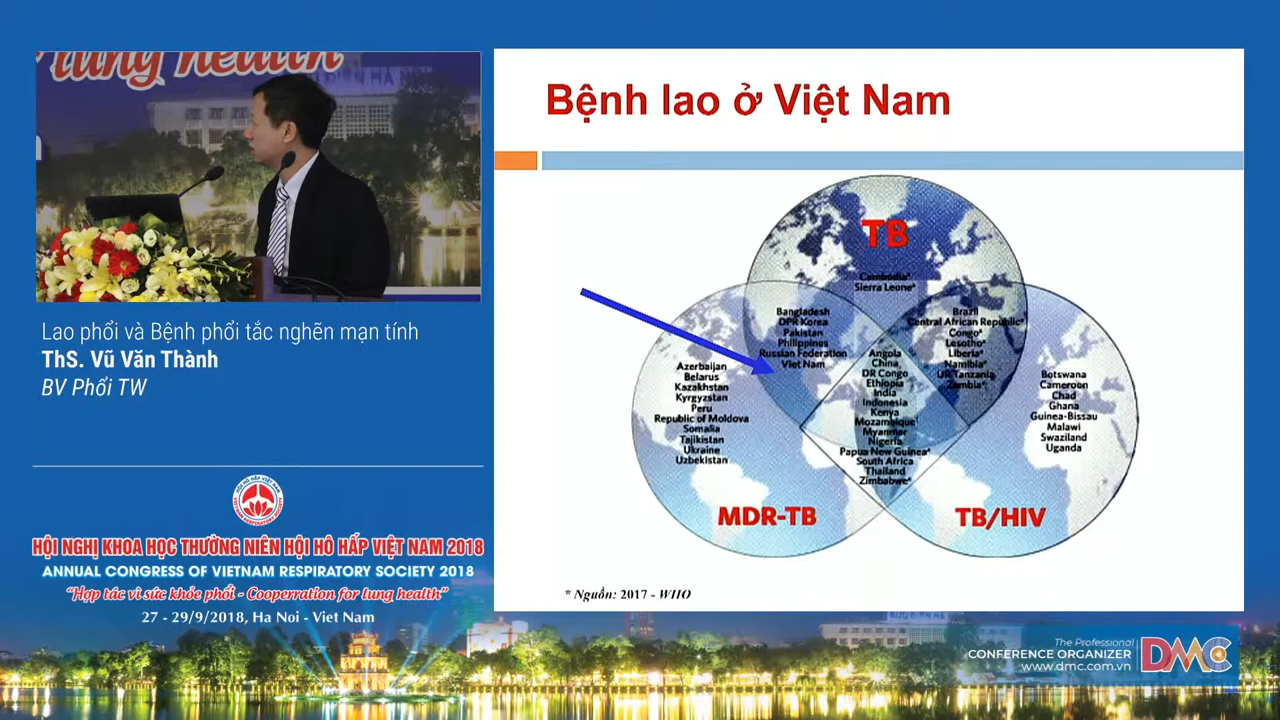 lung health
Lao phổi và Bệnh phổi tắc nghẽn mạn tính
ThS. Vũ Văn Thành
BV Phổi TW
HỘI NGHỊ KHOA HỌC THƯỜNG NIÊN HỘI HÔ HẤP VIỆT NAM 2018
ANNUAL CONGRESS OF VIETNAM RESPIRATORY SOCIETY 2018
“Hợp tác vì sức khỏe phổi - Cooperration for lung health”
27 - 29/9/2018, Ha Noi - Viet Nam
Bệnh lao ở Việt Nam
TB
Cambodia*
Sierra Leone*
Bangladesh
DPR Korea
Pakistan
Philippines
Russian Federation
Viet Nam
Brazil
Central African Republic*
Congo*
Lesotho*
Liberia*
Namibia*
UR Tanzania
Zambia*
Angola
China
DR Congo
Ethiopia
India
Indonesia
Kenya
Mozambique
Myanmar
Nigeria
Papua New Guinea*
South Africa
Thailand
Zimbabwe*
Azerbaijan
Belarus
Kazakhstan
Kyrgyzstan
Peru
Republic of Moldova
Somalia
Tajikistan
Ukraine
Uzbekistan
Botswana
Cameroon
Chad
Ghana
Guinea-Bissau
Malawi
Swaziland
Uganda
MDR-TB
TB/HIV
* Nguồn: 2017 - WHO
The Professional
CONFERENCE ORGANIZER
www.dmc.com.vn
DMC